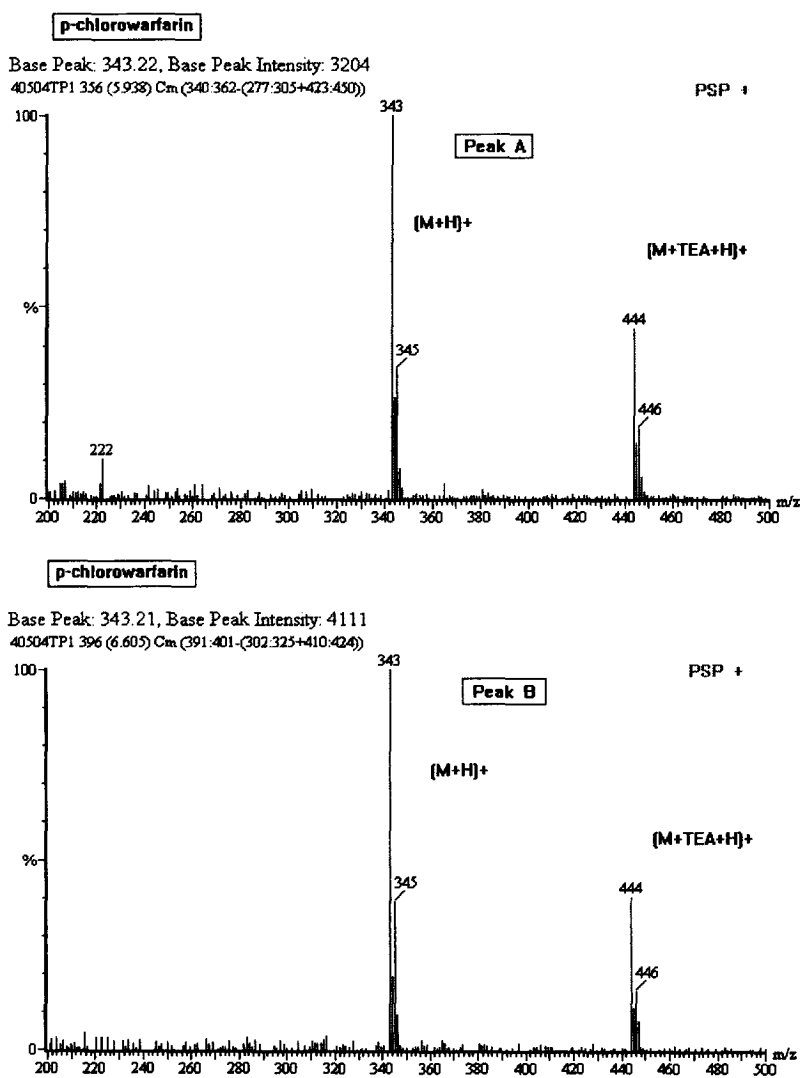 p-chlorowarfarin
Base Peak: 343.22, Base Peak Intensity: 3204
40504TP1 356 (5.938) Cm (340:362-(277:305+423:450))
PSP +
100
343
Peak A
[M+H]+
[M+TEA+H]+
%
444
345
446
222
0
200 220 240 260 280 300 320 340 360 380 400 420 440 460 480 500 m/z
p-chlorowarfarin
Base Peak: 343.21, Base Peak Intensity: 4111
40504TP1 396 (6.605) Cm (391:401-(302:325+410:424))
343
100
PSP +
Peak B
[M+H]+
[M+TEA+H]+
%
345
444
446
0
200 220 240 260 280 300 320 340 360 380 400 420 440 460 480 500 m/z